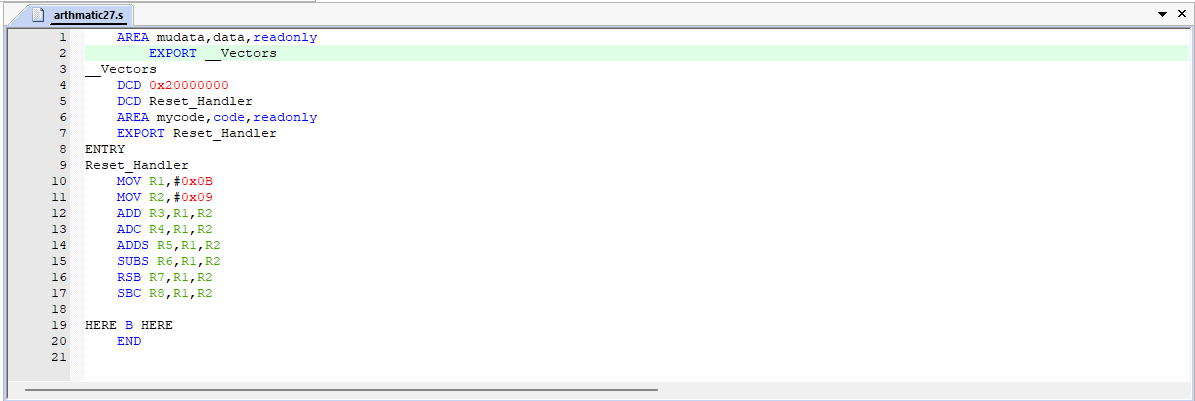 arthmatic27.s
1 AREA mudata,data,readonly
2 EXPORT __Vectors
3 __Vectors
4 DCD 0x20000000
5 DCD Reset_Handler
6 AREA mycode,code,readonly
7 EXPORT Reset_Handler
8 ENTRY
9 Reset_Handler
10 MOV R1,#0x0B
11 MOV R2,#0x09
12 ADD R3,R1,R2
13 ADC R4,R1,R2
14 ADDS R5,R1,R2
15 SUBS R6,R1,R2
16 RSB R7,R1,R2
17 SBC R8,R1,R2
18
19 HERE B HERE
20 END
21